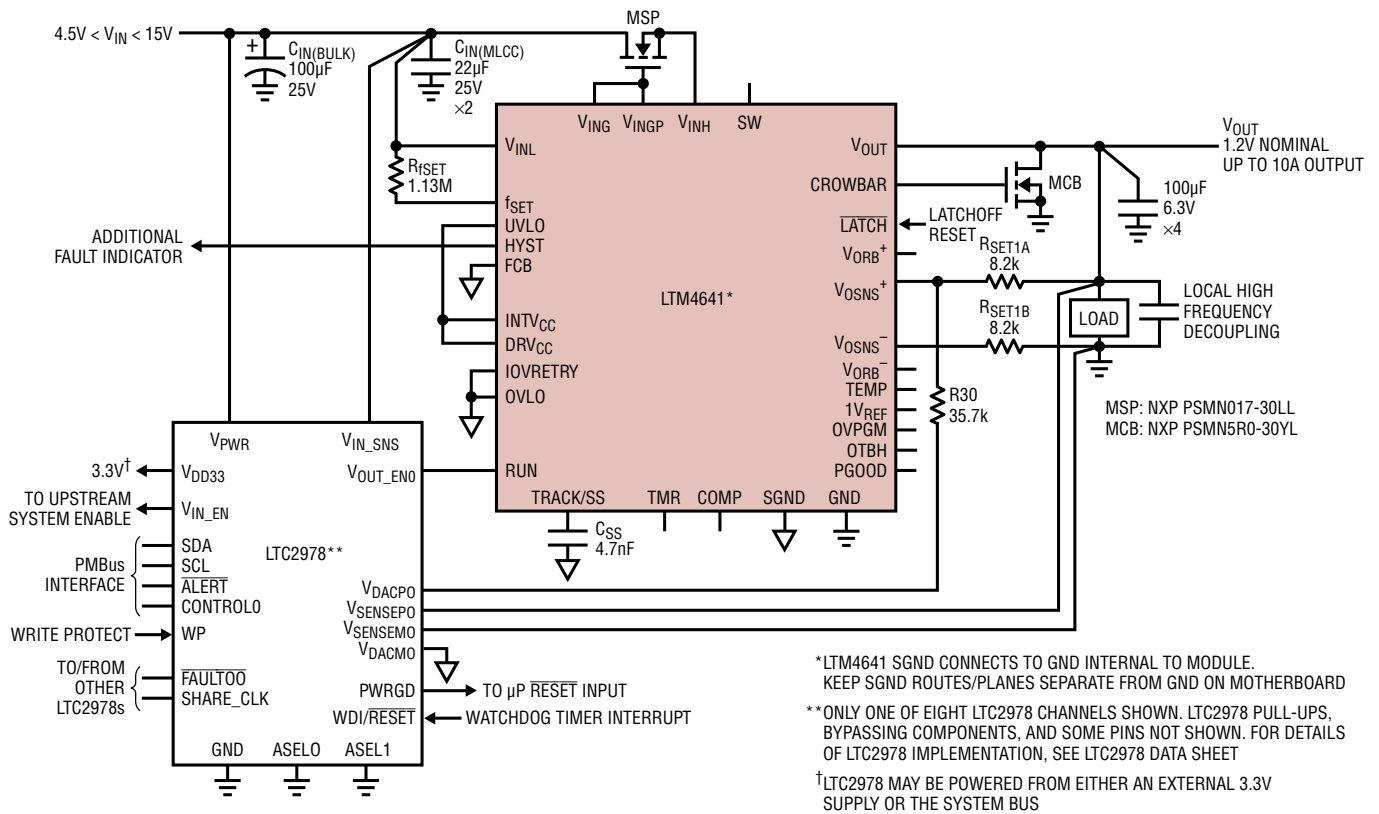 4.5V < VIN < 15V
CIN(BULK)
100µF
25V
+
CIN(MLCC)
22µF
25V
×2
MSP
VING
VINGP
VINH
SW
VINL
RfSET
1.13M
fSET
UVLO
HYST
FCB
ADDITIONAL
FAULT INDICATOR
INTVCC
DRVCC
IOVRETRY
OVLO
RUN
LTM4641*
TRACK/SS
TMR
COMP
SGND
GND
CSS
4.7nF
VOUT
CROWBAR
LATCH
VORB+
VOSNS+
VOSNS−
VORB−
TEMP
1VREF
OVPGM
OTBH
PGOOD
VOUT
1.2V NOMINAL
UP TO 10A OUTPUT
MCB
100µF
6.3V
×4
LATCHOFF
RESET
RSET1A
8.2k
RSET1B
8.2k
LOAD
LOCAL HIGH
FREQUENCY
DECOUPLING
R30
35.7k
MSP: NXP PSMN017-30LL
MCB: NXP PSMN5R0-30YL
VPWR
VIN_SNS
3.3V†
VDD33
VOUT_EN0
TO UPSTREAM
SYSTEM ENABLE
VIN_EN
LTC2978**
PMBus
INTERFACE
SDA
SCL
ALERT
CONTROL0
WRITE PROTECT
WP
TO/FROM
OTHER
LTC2978s
FAULTOO
SHARE_CLK
GND
ASEL0
ASEL1
VDACPO
VSENSEPO
VSENSEMO
VDACMO
PWRGD
TO µP RESET INPUT
WDI/RESET
WATCHDOG TIMER INTERRUPT
*LTM4641 SGND CONNECTS TO GND INTERNAL TO MODULE.
KEEP SGND ROUTES/PLANES SEPARATE FROM GND ON MOTHERBOARD
**ONLY ONE OF EIGHT LTC2978 CHANNELS SHOWN. LTC2978 PULL-UPS,
BYPASSING COMPONENTS, AND SOME PINS NOT SHOWN. FOR DETAILS
OF LTC2978 IMPLEMENTATION, SEE LTC2978 DATA SHEET
†LTC2978 MAY BE POWERED FROM EITHER AN EXTERNAL 3.3V
SUPPLY OR THE SYSTEM BUS